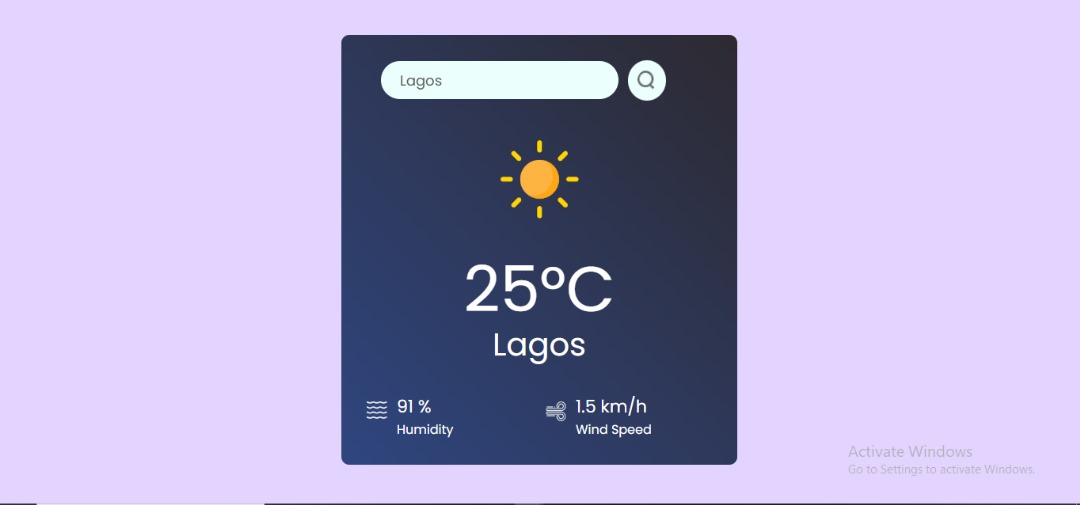 Lagos
25°C
Lagos
91 %
Humidity
1.5 km/h
Wind Speed
Activate Windows
Go to Settings to activate Windows.